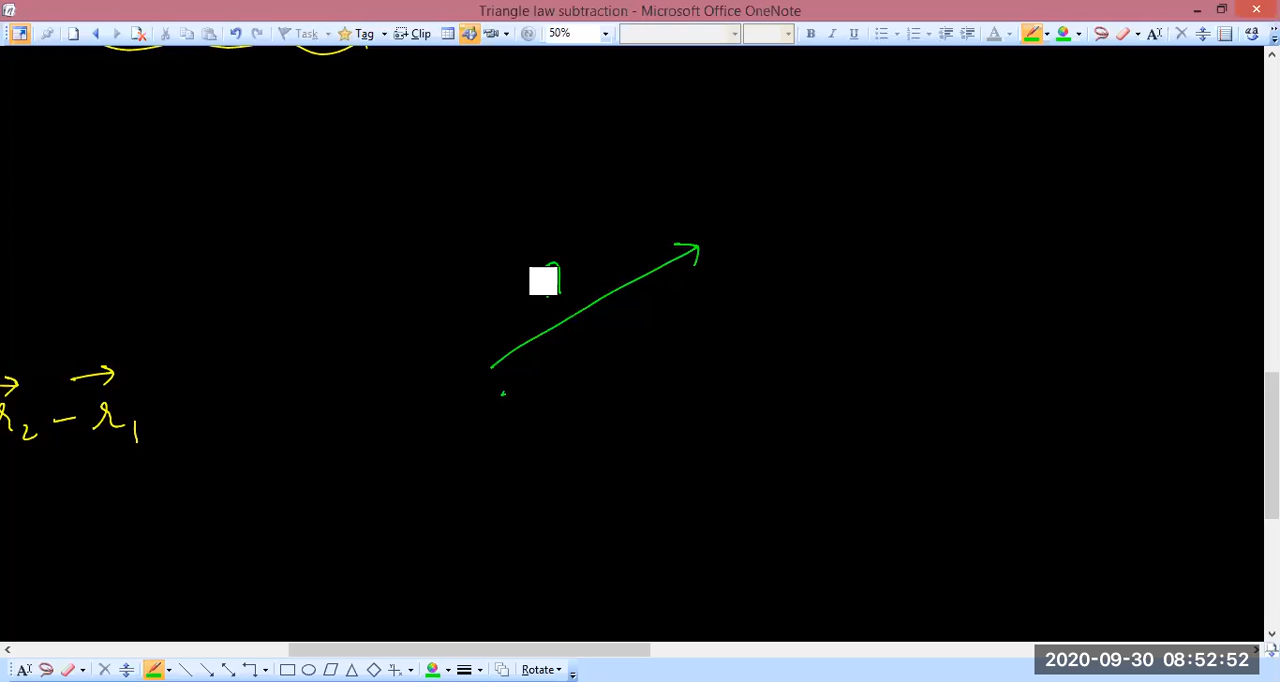 Triangle law subtraction - Microsoft Office OneNote
Task Tag Clip 50% B I U
r₂ - r₁
Rotate
2020-09-30 08:52:52